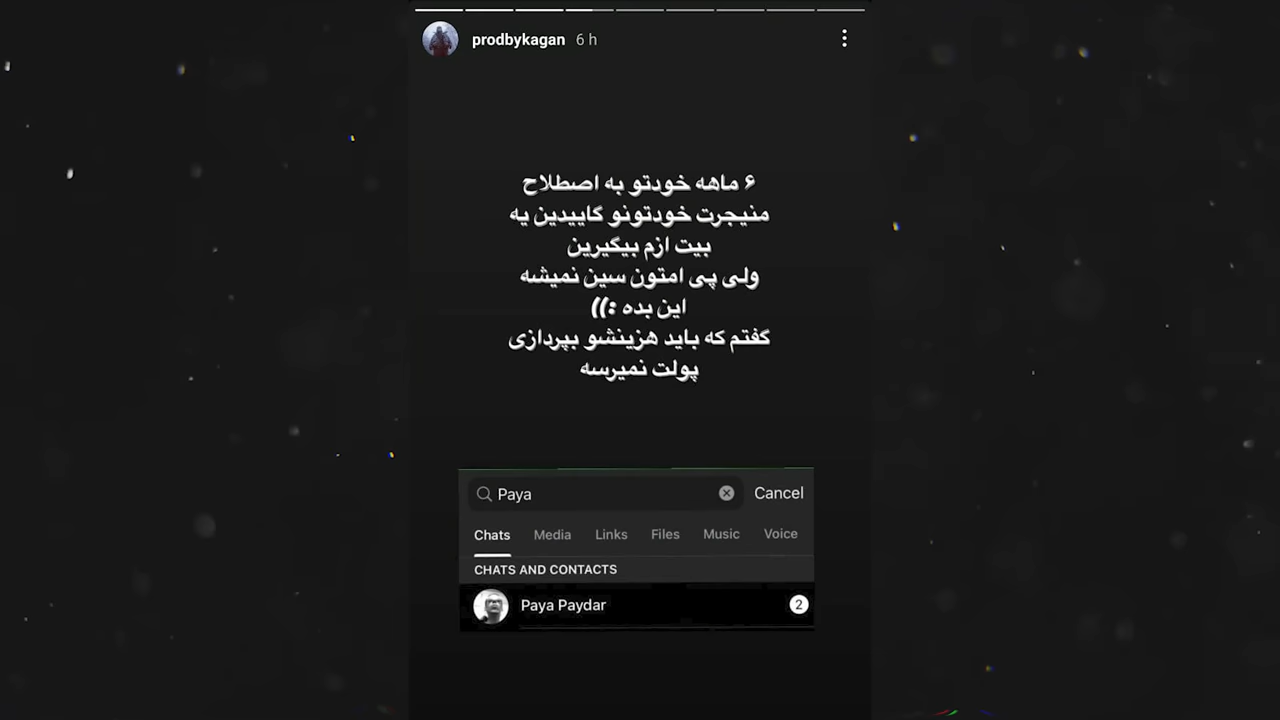 prodbykagan 6 h
۶ ماهه خودتو به اصطلاح
منیجرت خودتونو گاییدین یه
بیت ازم بیگیرین
ولی پی امتون سین نمیشه
این بده :))
گفتم که باید هزینشو بپردازی
پولت نمیرسه
Paya Cancel
Chats Media Links Files Music Voice
CHATS AND CONTACTS
Paya Paydar 2